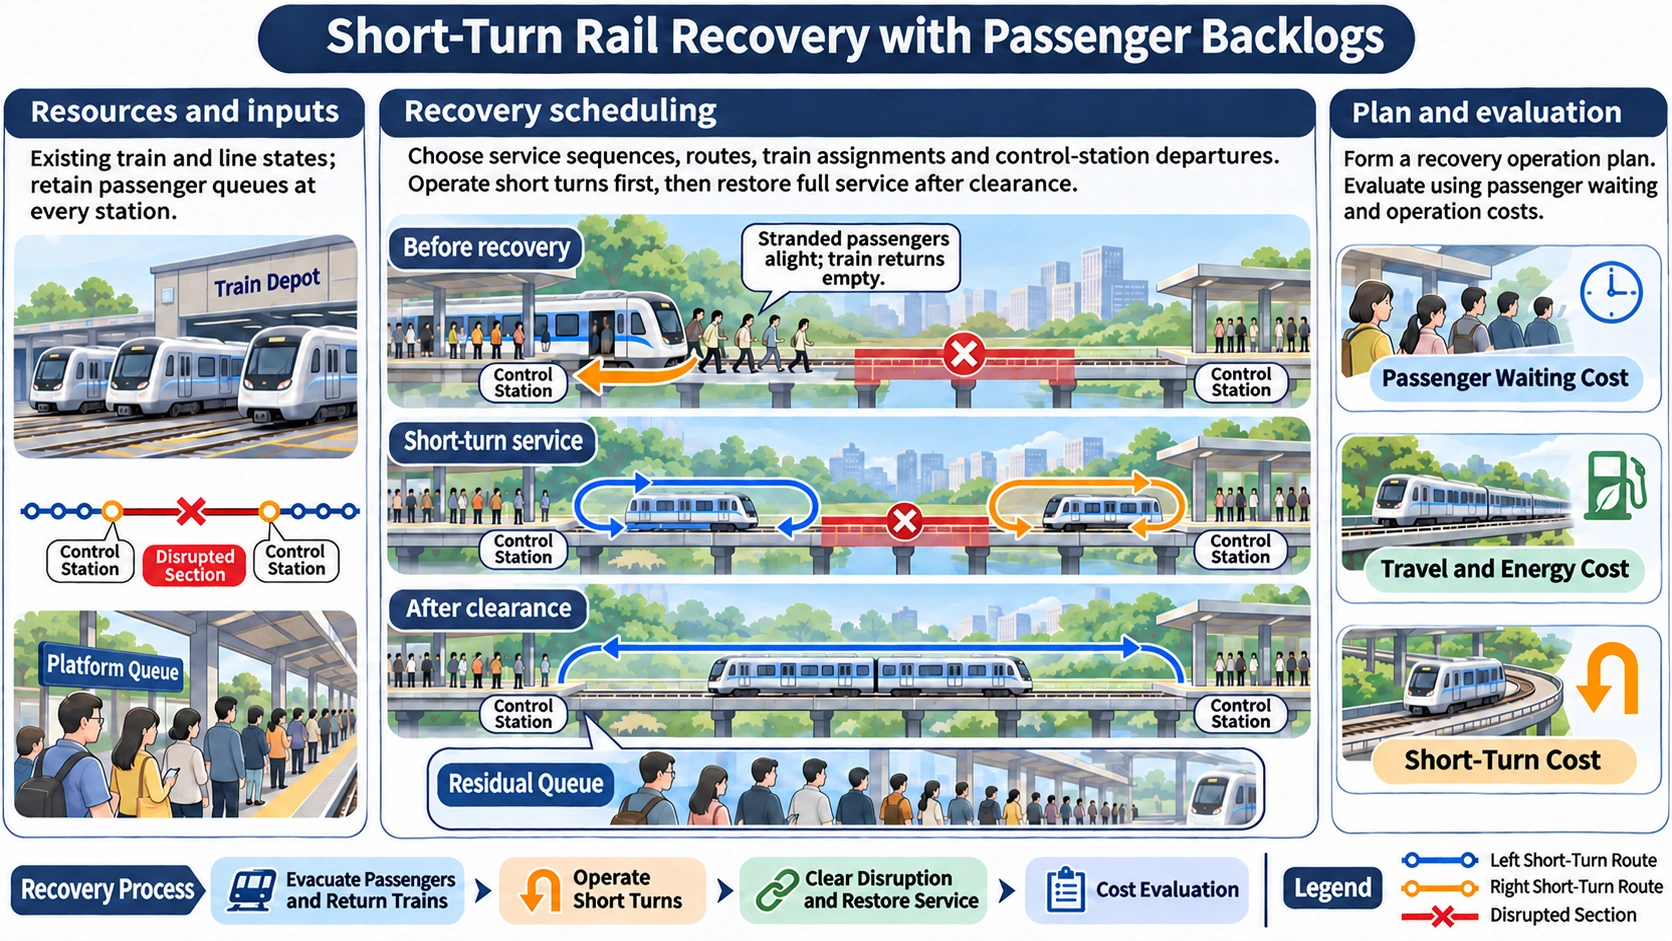 Short-Turn Rail Recovery with Passenger Backlogs
Resources and inputs
Existing train and line states;
retain passenger queues at
every station.
Train Depot
Control
Station
Disrupted
Section
Control
Station
Platform Queue
Recovery scheduling
Choose service sequences, routes, train assignments and control-station departures.
Operate short turns first, then restore full service after clearance.
Before recovery
Stranded passengers
alight; train returns
empty.
Control
Station
Control
Station
Short-turn service
Control
Station
Control
Station
After clearance
Control
Station
Control
Station
Residual Queue
Plan and evaluation
Form a recovery operation plan.
Evaluate using passenger waiting
and operation costs.
Passenger Waiting Cost
Travel and Energy Cost
Short-Turn Cost
Recovery Process
Evacuate Passengers
and Return Trains
Operate
Short Turns
Clear Disruption
and Restore Service
Cost Evaluation
Legend
Left Short-Turn Route
Right Short-Turn Route
Disrupted Section